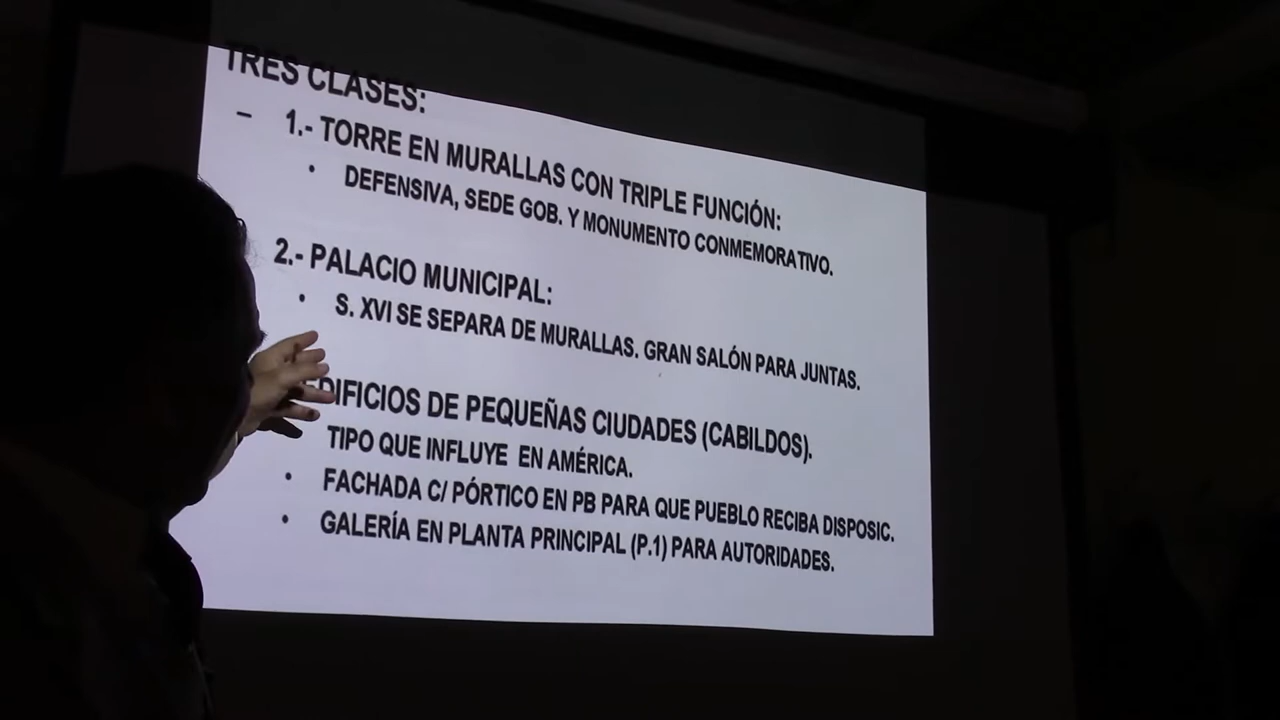 TRES CLASES:
– 1.- TORRE EN MURALLAS CON TRIPLE FUNCIÓN:
• DEFENSIVA, SEDE GOB. Y MONUMENTO CONMEMORATIVO.
2.- PALACIO MUNICIPAL:
• S. XVI SE SEPARA DE MURALLAS. GRAN SALÓN PARA JUNTAS.
DE PEQUEÑAS CIUDADES (CABILDOS).
TIPO QUE INFLUYE EN AMÉRICA.
• FACHADA C/ PÓRTICO EN PB PARA QUE PUEBLO RECIBA DISPOSIC.
• GALERÍA EN PLANTA PRINCIPAL (P.1) PARA AUTORIDADES.